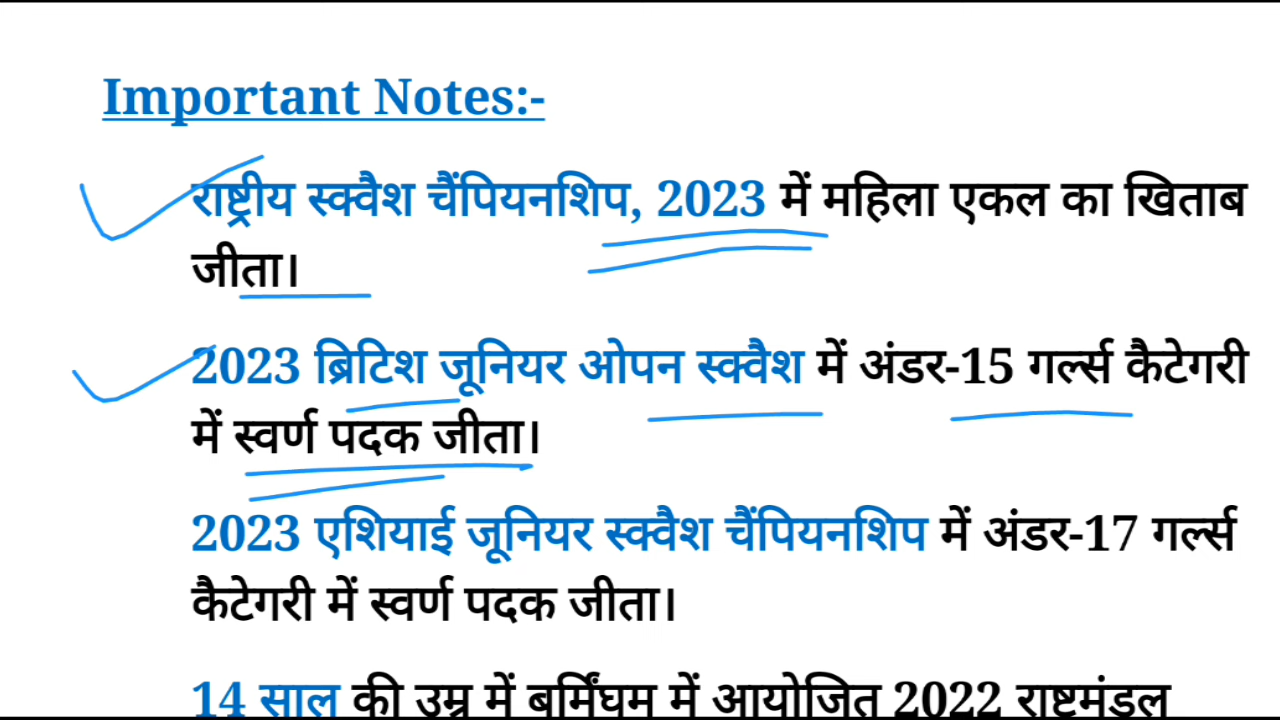 Important Notes:-
राष्ट्रीय स्क्वैश चैंपियनशिप, 2023 में महिला एकल का खिताब
जीता।
2023 ब्रिटिश जूनियर ओपन स्क्वैश में अंडर-15 गर्ल्स कैटेगरी
में स्वर्ण पदक जीता।
2023 एशियाई जूनियर स्क्वैश चैंपियनशिप में अंडर-17 गर्ल्स
कैटेगरी में स्वर्ण पदक जीता।
14 साल की उम्र में बर्मिंघम में आयोजित 2022 राष्ट्रमंडल